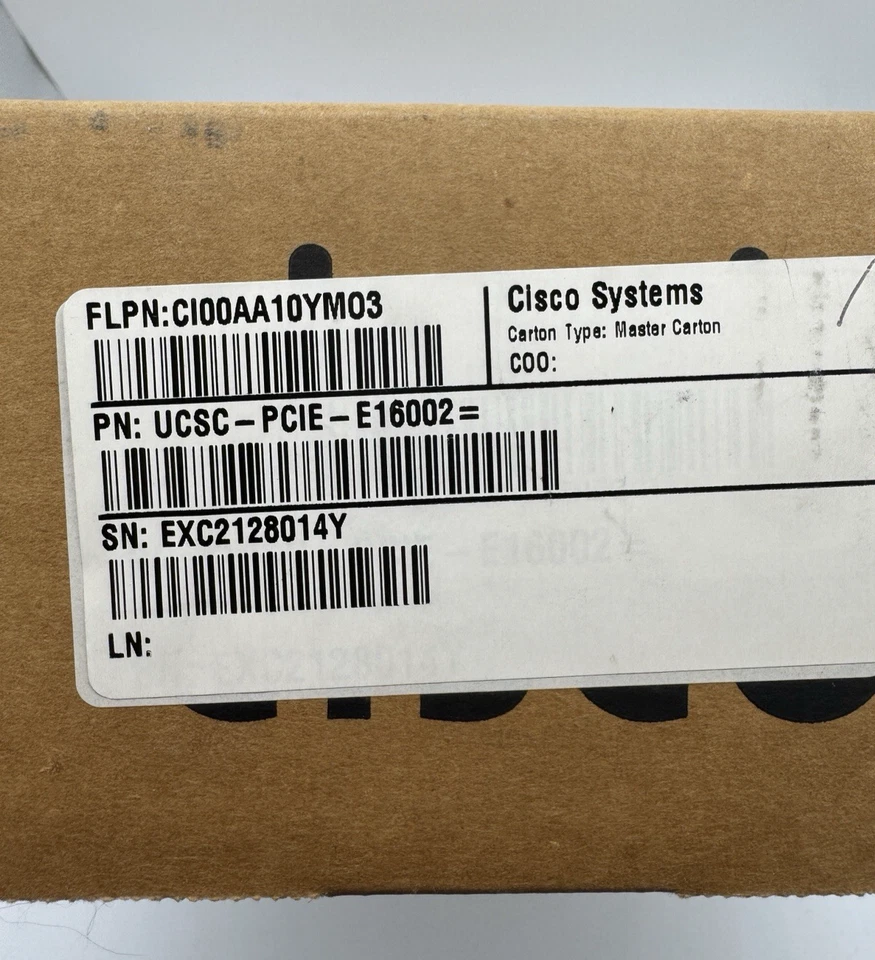 FLPN:CI00AA10YM03
Cisco Systems
Carton Type: Master Carton
COO:
PN: UCSC-PCIE-E16002=
SN: EXC2128014Y
LN: